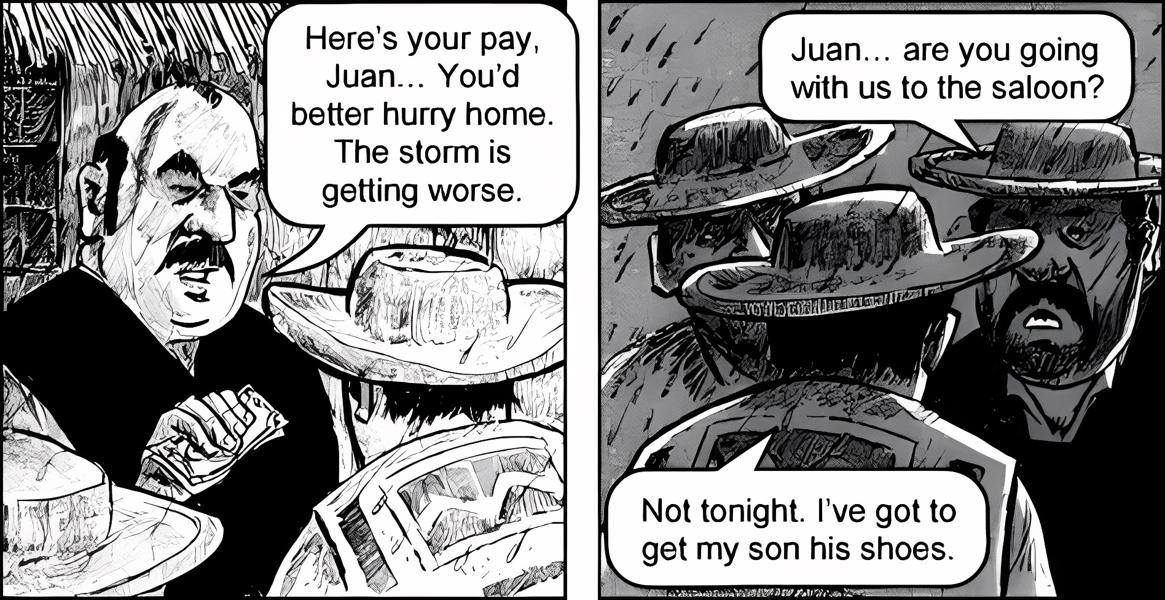 Here's your pay,
Juan... You'd
better hurry home.
The storm is
getting worse.
Juan... are you going
with us to the saloon?
Not tonight. I've got to
get my son his shoes.